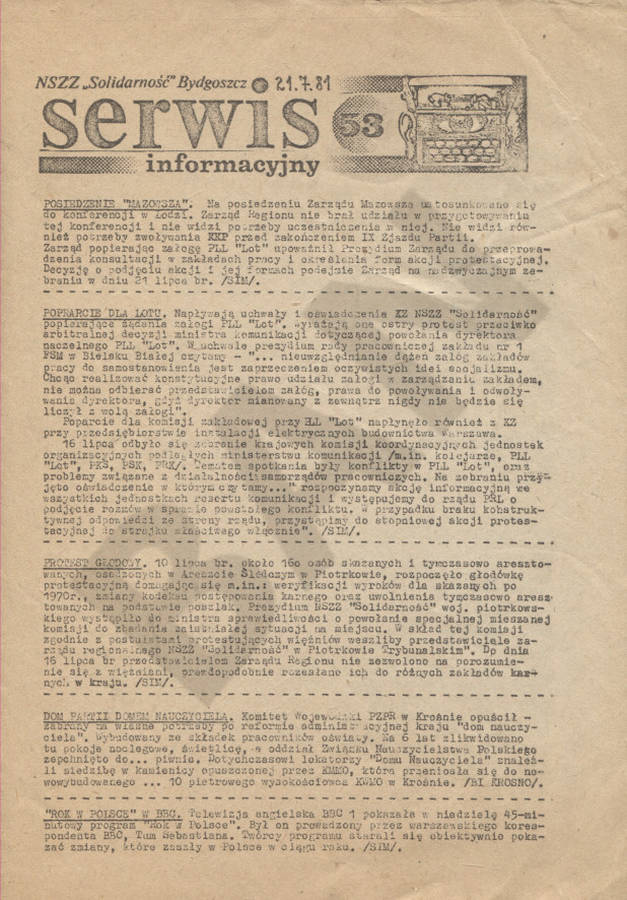 NSZZ „Solidarność” Bydgoszcz 21.7.81
serwis
53
informacyjny
POSIEDZENIE "MAZOWSZA". Na posiedzeniu Zarządu Mazowsza ustosunkowano się
do konferencji w Łodzi. Zarząd Regionu nie brał udziału w przygotowywaniu
tej konferencji i nie widzi potrzeby uczestniczenia w niej. Nie widzi rów-
nież potrzeby zwoływania KKP przed zakończeniem IX Zjazdu Partii.
Zarząd popierając załogę PLL "Lot" upoważnił Prezydium Zarządu do przeprowa-
dzenia konsultacji w zakładach pracy i określenia form akcji protestacyjnej.
Decyzję o podjęciu akcji i jej formach podejmie Zarząd na nadzwyczajnym ze-
braniu w dniu 21 lipca br. /SIM/.
POPARCIE DLA LOTU. Napływają uchwały i oświadczenia KZ NSZZ "Solidarność"
popierające żądania załogi PLL "Lot". Wyrażają one ostry protest przeciwko
arbitralnej decyzji ministra komunikacji dotyczącej powołania dyrektora
naczelnego PLL "Lot". W uchwale prezydium rady pracowniczej zakładu nr 1
FSM w Bielsku Białej czytamy - "... nieuwzględnianie dążeń załóg zakładów
pracy do samostanowienia jest zaprzeczeniem oczywistych idei socjalizmu.
Chcąc realizować konstytucyjne prawo udziału załogi w zarządzaniu zakładem,
nie można odbierać przedstawicielom załóg, prawa do powoływania i odwoły-
wania dyrektora, gdyż dyrektor mianowany z zewnątrz nigdy nie będzie się
liczył z wolą załogi".
Poparcie dla komisji zakładowej przy PLL "Lot" napłynęło również z KZ
przy przedsiębiorstwie instalacji elektrycznych budownictwa Warszawa.
16 lipca odbyło się zebranie krajowych komisji koordynacyjnych jednostek
organizacyjnych podległych ministerstwu komunikacji /m.in. kolejarze, PLL
"Lot", PKS, PSK, PRK/. Tematem spotkania były konflikty w PLL "Lot", oraz
problemy związane z działalnością samorządów pracowniczych. Na zebraniu przy-
jęto oświadczenie w którym czytamy..." rozpoczynamy akcję informacyjną we
wszystkich jednostkach resortu komunikacji i występujemy do rządu PRL o
podjęcie rozmów w sprawie powstałego konfliktu. W przypadku braku konstruk-
tywnej odpowiedzi ze strony rządu, przystąpimy do stopniowej akcji protes-
tacyjnej do strajku właściwego włącznie". /SIM/.
PROTEST GŁODOWY. 10 lipca br. około 160 osób skazanych i tymczasowo areszto-
wanych, osadzonych w Areszcie Śledczym w Piotrkowie, rozpoczęło głodówkę
protestacyjną domagając się m.in.: weryfikacji wyroków dla skazanych po
1970r., zmiany kodeksu postępowania karnego oraz uwolnienia tymczasowo aresz
towanych na podstawie poszlak. Prezydium NSZZ "Solidarność" woj. piotrkows-
kiego wystąpiło do ministra sprawiedliwości o powołanie specjalnej mieszanej
komisji do zbadania zaistniałej sytuacji na miejscu. W skład tej komisji
zgodnie z postulatami protestujących więźniów weszliby przedstawiciele za-
rządu regionalnego NSZZ "Solidarność" w Piotrkowie Trybunalskim". Do dnia
16 lipca br przedstawicielom Zarządu Regionu nie zezwolono na porozumie-
nie się z więźniami, prawdopodobnie rozesłano ich do różnych zakładów kar-
nych w kraju. /SIM/.
DOM PARTII DOMEM NAUCZYCIELA. Komitet Wojewódzki PZPR w Krośnie opuścił -
zabrany na własne potrzeby po reformie administracyjnej kraju "dom nauczy-
ciela". Wybudowany ze składek pracowników oświaty. Na 6 lat zlikwidowano
tu pokoje noclegowe, świetlicę, a oddział Związku Nauczycielstwa Polskiego
zepchnięto do... piwnic. Dotychczasowi lokatorzy "Domu Nauczyciela" znaleź-
li siedzibę w kamienicy opuszczonej przez KWMO, która przeniosła się do no-
wowybudowanego ... 10 piętrowego wysokościowca KWMO w Krośnie. /BI KROSNO/.
"ROK W POLSCE" W BBC. Telewizja angielska BBC 1 pokazała w niedzielę 45-mi-
nutowy program "Rok w Polsce". Był on prowadzony przez warszawskiego kores-
pondenta BBC, Tum Sebastiana. Twórcy programu starali się obiektywnie poka-
zać zmiany, które zaszły w Polsce w ciągu roku. /SIM/.